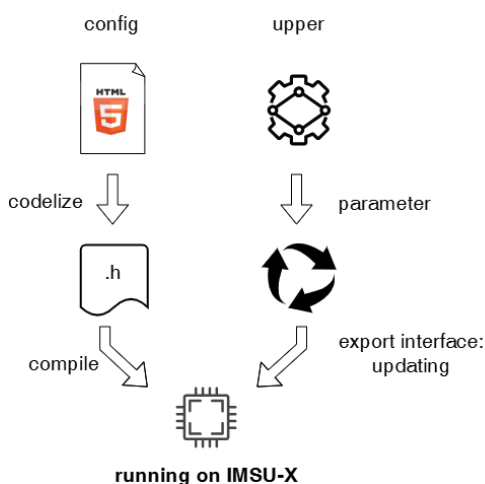 config
upper
HTML
5
codelize
parameter
.h
compile
export interface:
updating
running on IMSU-X